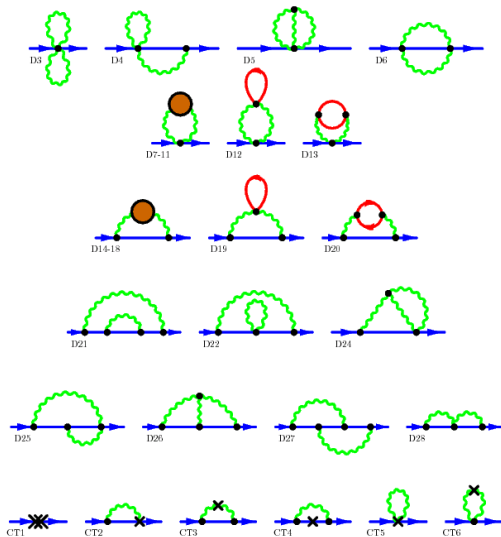 D3 D4 D5 D6
D7-11 D12 D13
D14-18 D19 D20
D21 D22 D24
D25 D26 D27 D28
CT1 CT2 CT3 CT4 CT5 CT6